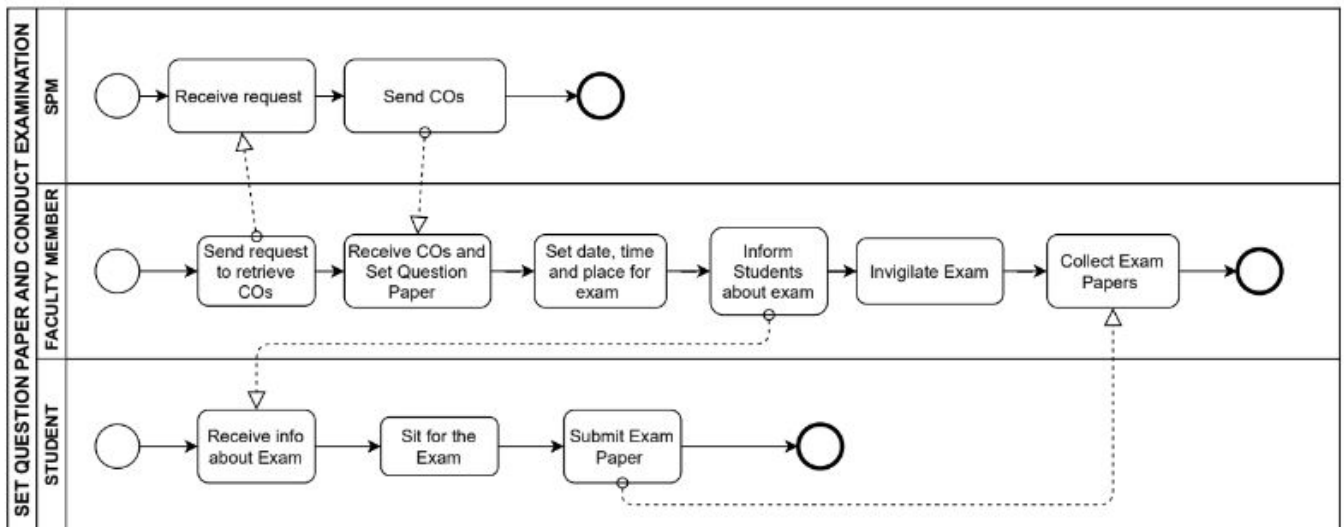 SET QUESTION PAPER AND CONDUCT EXAMINATION
SPM
Receive request
Send COs
FACULTY MEMBER
Send request
to retrieve
COs
Receive COs and
Set Question
Paper
Set date, time
and place for
exam
Inform
Students
about exam
Invigilate Exam
Collect Exam
Papers
STUDENT
Receive info
about Exam
Sit for the
Exam
Submit Exam
Paper